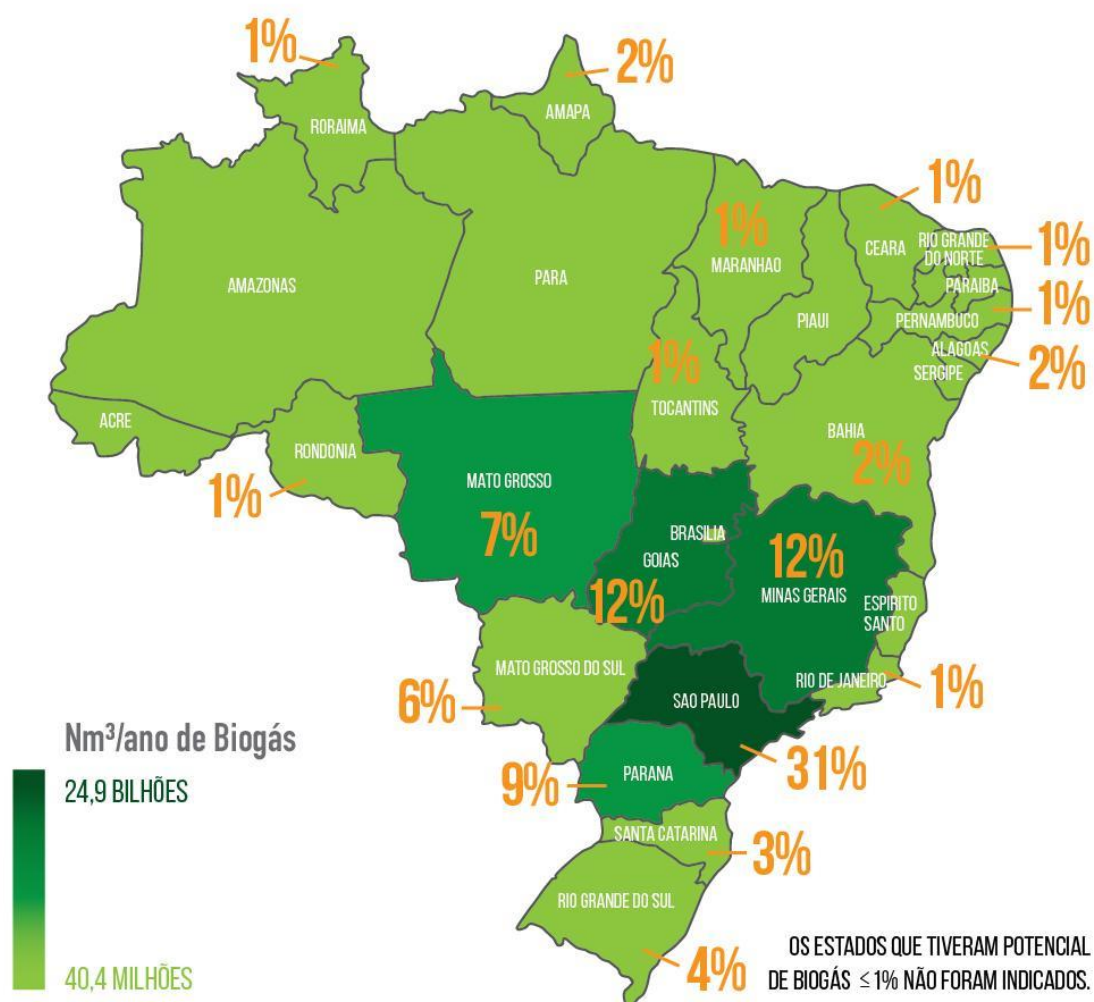 1%
2%
RORAIMA
AMAPA
1%
1%
CEARA
RIO GRANDE
DO NORTE
1%
MARANHAO
AMAZONAS
PARA
PARAIBA
1%
PIAUI
PERNAMBUCO
ALAGOAS
2%
SERGIPE
1%
TOCANTINS
ACRE
BAHIA
2%
RONDONIA
1%
MATO GROSSO
7%
BRASILIA
GOIAS
12%
12%
MINAS GERAIS
ESPIRITO
SANTO
MATO GROSSO DO SUL
6%
RIO DE JANEIRO
1%
SAO PAULO
31%
PARANA
9%
SANTA CATARINA
3%
RIO GRANDE DO SUL
4%
Nm³/ano de Biogás
24,9 BILHÕES
40,4 MILHÕES
OS ESTADOS QUE TIVERAM POTENCIAL
DE BIOGÁS ≤1% NÃO FORAM INDICADOS.